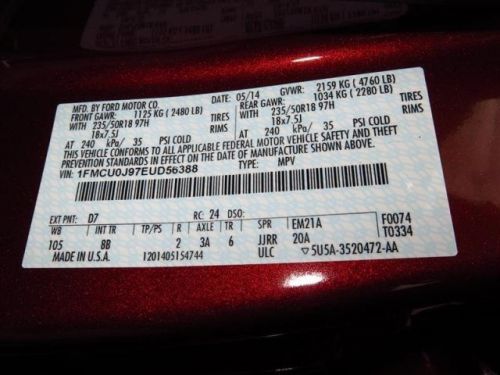 MFD. BY FORD MOTOR CO.
DATE: 05/14
GVWR: 2159 KG ( 4760 LB)
FRONT GAWR: 1125 KG ( 2480 LB)
REAR GAWR: 1034 KG ( 2280 LB)
WITH 235/50R18 97H TIRES
WITH 235/50R18 97H TIRES
18x7.5J RIMS
18x7.5J RIMS
AT 240 kPa/ 35 PSI COLD
AT 240 kPa/ 35 PSI COLD
THIS VEHICLE CONFORMS TO ALL APPLICABLE FEDERAL MOTOR VEHICLE SAFETY AND THEFT
PREVENTION STANDARDS IN EFFECT ON THE DATE OF MANUFACTURE SHOWN ABOVE.
VIN: 1FMCU0J97EUD56388
TYPE: MPV
EXT PNT: D7 RC: 24 DSO: F0074
WB INT TR TP/PS R AXLE TR SPR EM21A T0334
105 8B 2 3A 6 JJRR 20A
MADE IN U.S.A. 1201405154744 ULC 5U5A-3520472-AA